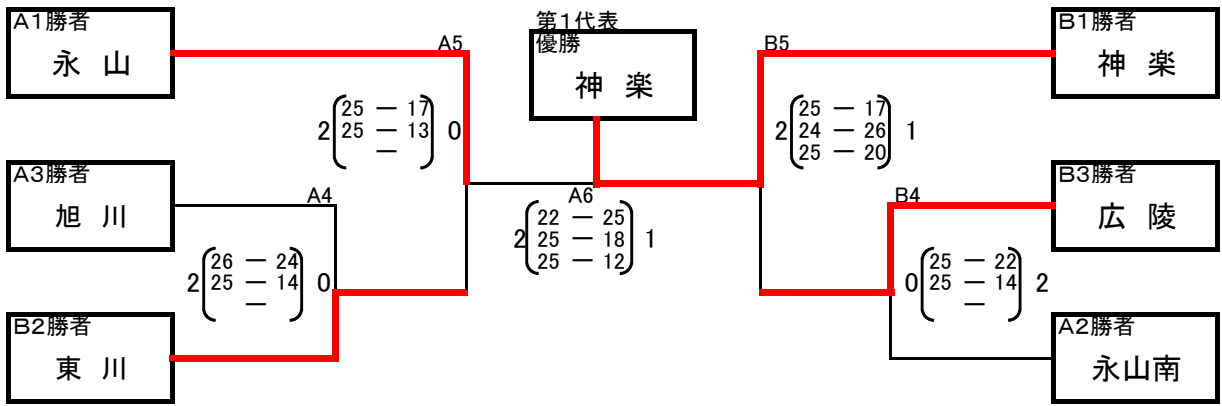 A1勝者
永 山
A5
第1代表
優勝
神 楽
B5
B1勝者
神 楽
2 25 ー 17 0
25 ー 13
ー
2 25 ー 17 1
24 ー 26
25 ー 20
A3勝者
旭 川
A4
A6
B4
B3勝者
広 陵
2 22 ー 25 1
25 ー 18
25 ー 12
2 26 ー 24 0
25 ー 14
ー
0 25 ー 22 2
25 ー 14
ー
B2勝者
東 川
A2勝者
永山南